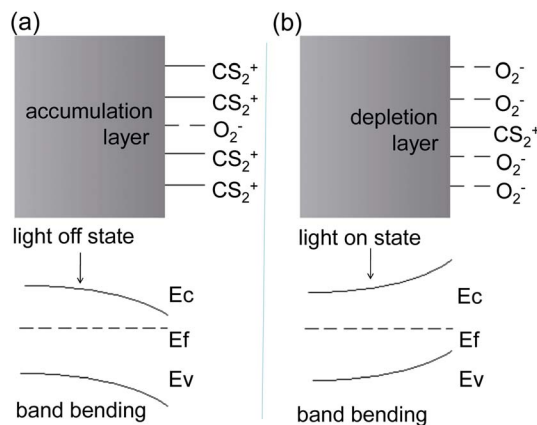 (a)
CS₂⁺
CS₂⁺
accumulation
layer
O₂⁻
CS₂⁺
CS₂⁺
light off state
Ec
Ef
Ev
band bending
(b)
O₂⁻
O₂⁻
depletion
layer
CS₂⁺
O₂⁻
O₂⁻
light on state
Ec
Ef
Ev
band bending